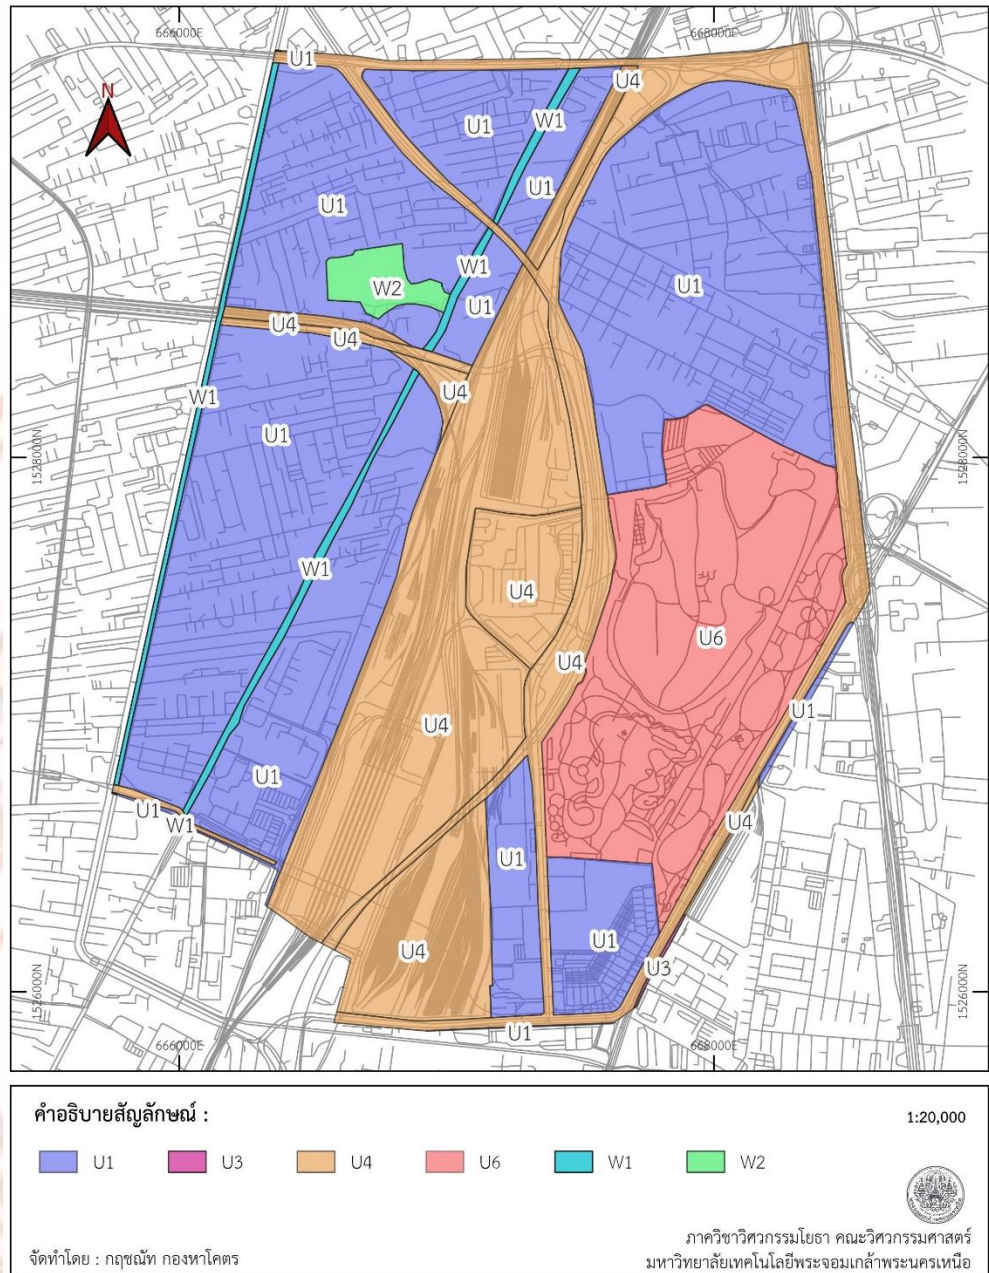 666000E 668000E
U1
U4
N
U1
W1
U1
U1
W1
U1
W2
U1
U4
U4
U4
W1
U1
1528000N 1528000N
W1
U4
U6
U4
U4
U1
U1
U1
W1
U4
U1
U4
U1
U3
1526000N 1526000N
U1
666000E 668000E
คำอธิบายสัญลักษณ์ :
1:20,000
U1 U3 U4 U6 W1 W2
ภาควิชาวิศวกรรมโยธา คณะวิศวกรรมศาสตร์
จัดทำโดย : กฤชณัท กองหาโคตร
มหาวิทยาลัยเทคโนโลยีพระจอมเกล้าพระนครเหนือ